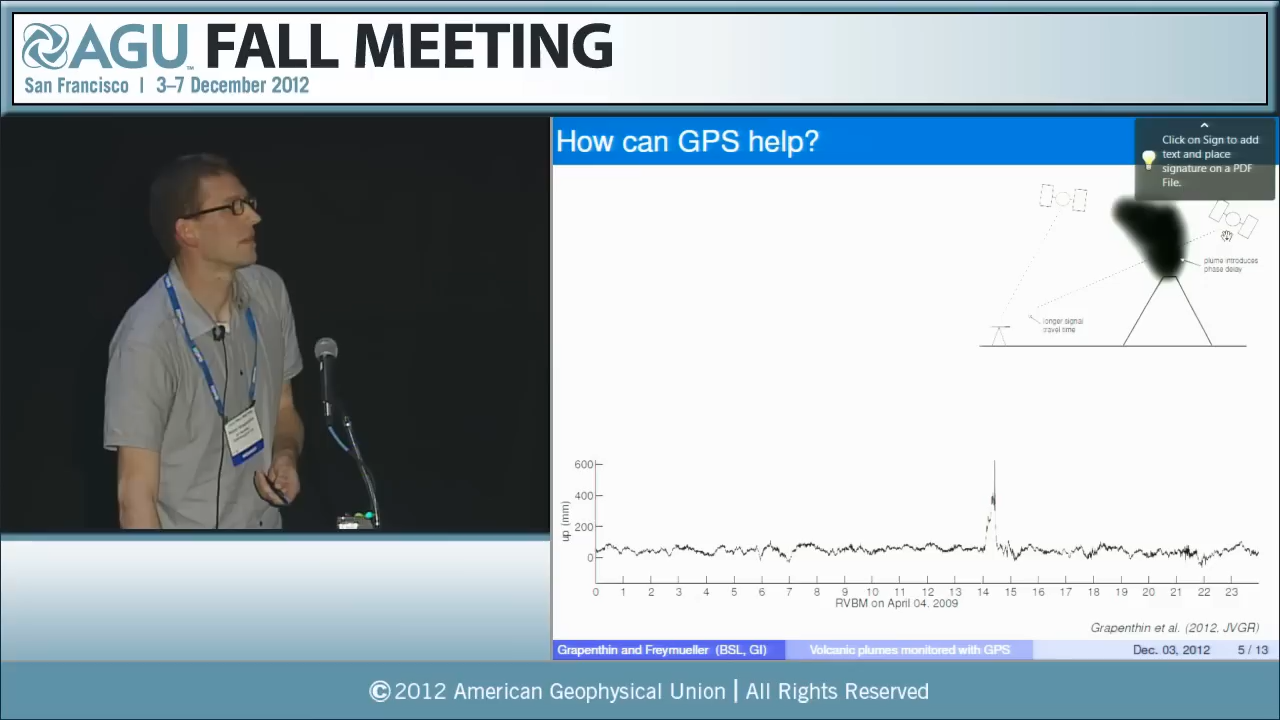 AGU FALL MEETING
San Francisco | 3–7 December 2012
How can GPS help?
Click on Sign to add
text and place
signature on a PDF
File.
plume introduces
phase delay
longer signal
travel time
600
400
200
0
up (mm)
0 1 2 3 4 5 6 7 8 9 10 11 12 13 14 15 16 17 18 19 20 21 22 23
RVBM on April 04. 2009
Grapenthin et al. (2012. JVGR)
Grapenthin and Freymueller (BSL, GI) Volcanic plumes monitored with GPS Dec. 03, 2012 5 / 13
©2012 American Geophysical Union | All Rights Reserved